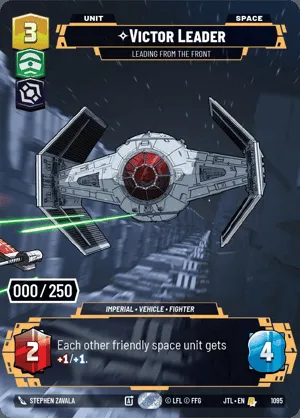 3
UNIT
SPACE
✧VICTOR LEADER
LEADING FROM THE FRONT
000/250
IMPERIAL • VEHICLE • FIGHTER
2
Each other friendly space unit gets
+1/+1.
4
STEPHEN ZAVALA
© LFL © FFG
JTL • EN
1095